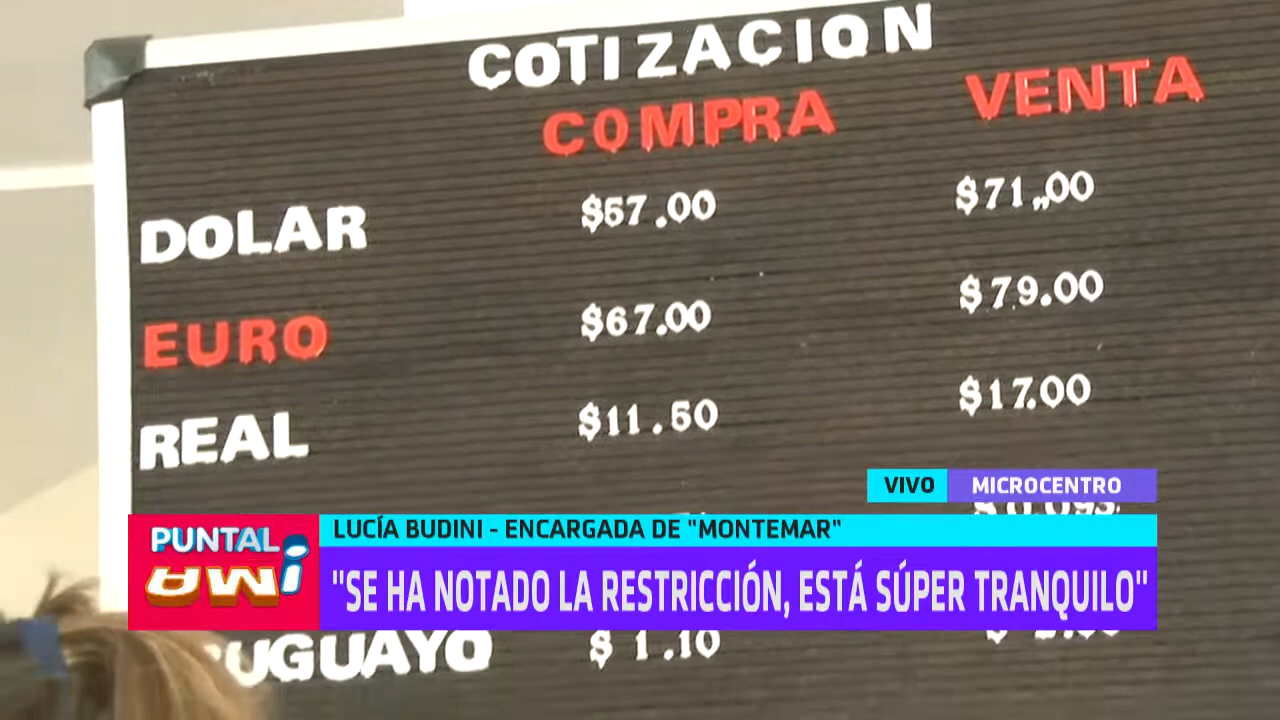 COTIZACION
COMPRA VENTA
DOLAR $57.00 $71,,00
EURO $67.00 $79.00
REAL $11.50 $17.00
VIVO MICROCENTRO
PUNTAL
LUCÍA BUDINI - ENCARGADA DE "MONTEMAR"
"SE HA NOTADO LA RESTRICCIÓN, ESTÁ SÚPER TRANQUILO"
UGUAYO $ 1.10